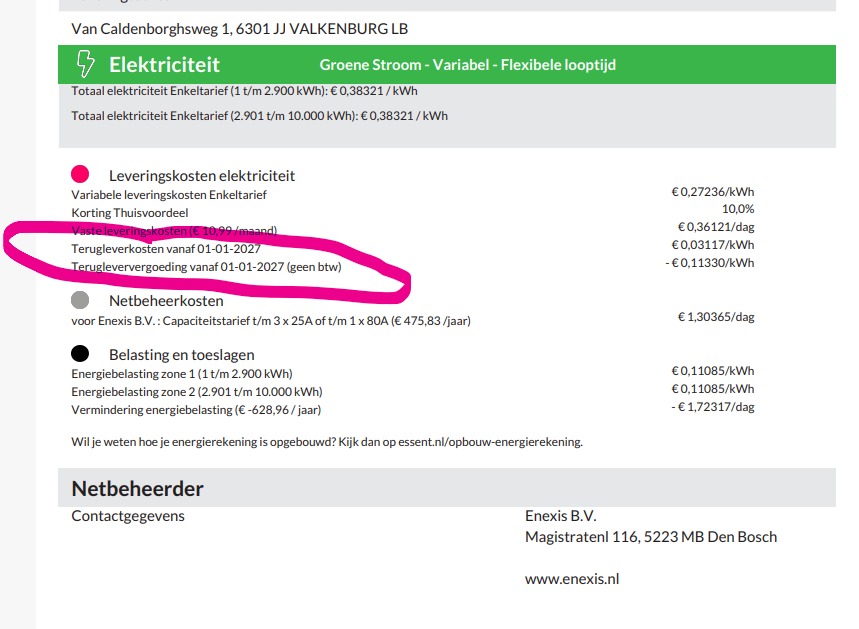 Van Caldenborghsweg 1, 6301 JJ VALKENBURG LB
Elektriciteit Groene Stroom - Variabel - Flexibele looptijd
Totaal elektriciteit Enkeltarief (1 t/m 2.900 kWh): € 0,38321 / kWh
Totaal elektriciteit Enkeltarief (2.901 t/m 10.000 kWh): € 0,38321 / kWh
Leveringskosten elektriciteit
Variabele leveringskosten Enkeltarief € 0,27236/kWh
Korting Thuisvoordeel 10,0%
Vaste leveringskosten (€ 10,99 /maand) € 0,36121/dag
Terugleverkosten vanaf 01-01-2027 € 0,03117/kWh
Terugleververgoeding vanaf 01-01-2027 (geen btw) - € 0,11330/kWh
Netbeheerkosten
voor Enexis B.V. : Capaciteitstarief t/m 3 x 25A of t/m 1 x 80A (€ 475,83 /jaar) € 1,30365/dag
Belasting en toeslagen
Energiebelasting zone 1 (1 t/m 2.900 kWh) € 0,11085/kWh
Energiebelasting zone 2 (2.901 t/m 10.000 kWh) € 0,11085/kWh
Vermindering energiebelasting (€ -628,96 / jaar) - € 1,72317/dag
Wil je weten hoe je energierekening is opgebouwd? Kijk dan op essent.nl/opbouw-energierekening.
Netbeheerder
Contactgegevens Enexis B.V.
Magistratenl 116, 5223 MB Den Bosch
www.enexis.nl